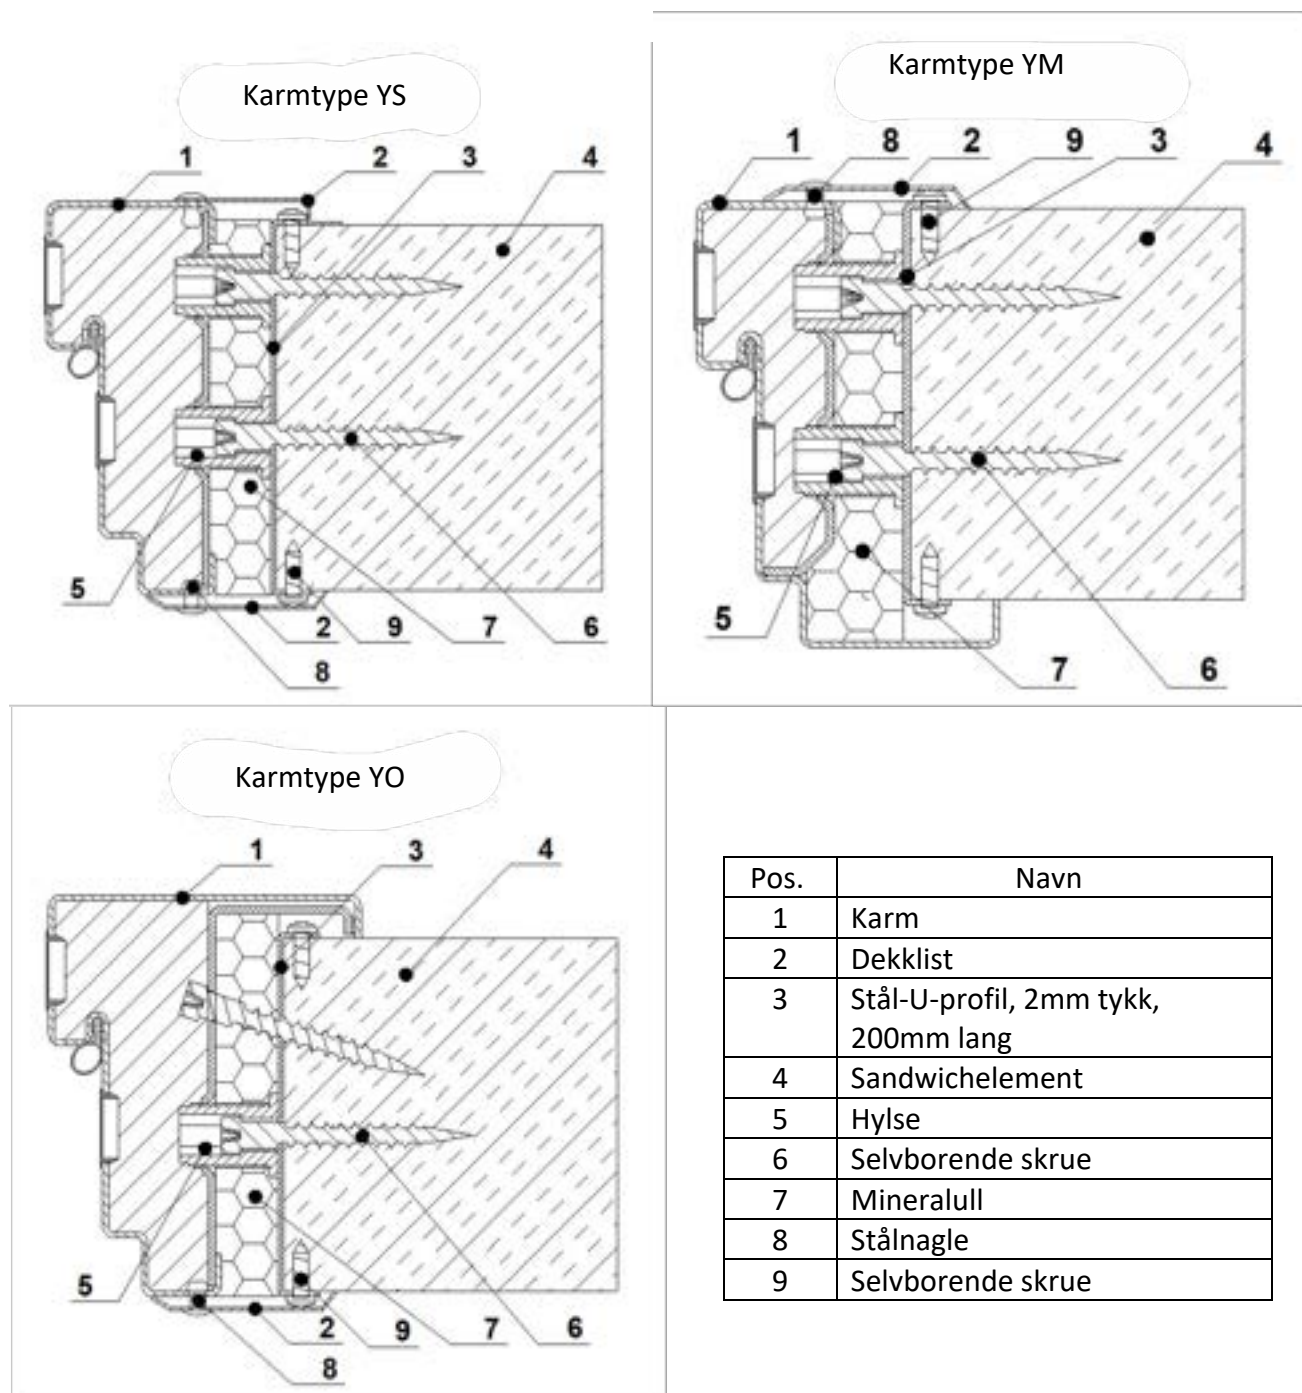 Karmtype YS
1
2
3
4
5
2
9
7
6
8
Karmtype YM
1
8
2
9
3
4
5
7
6
Karmtype YO
1
3
4
5
2
9
7
6
8
Pos. Navn
1 Karm
2 Dekklist
3 Stål-U-profil, 2mm tykk,
200mm lang
4 Sandwichelement
5 Hylse
6 Selvborende skrue
7 Mineralull
8 Stålnagle
9 Selvborende skrue